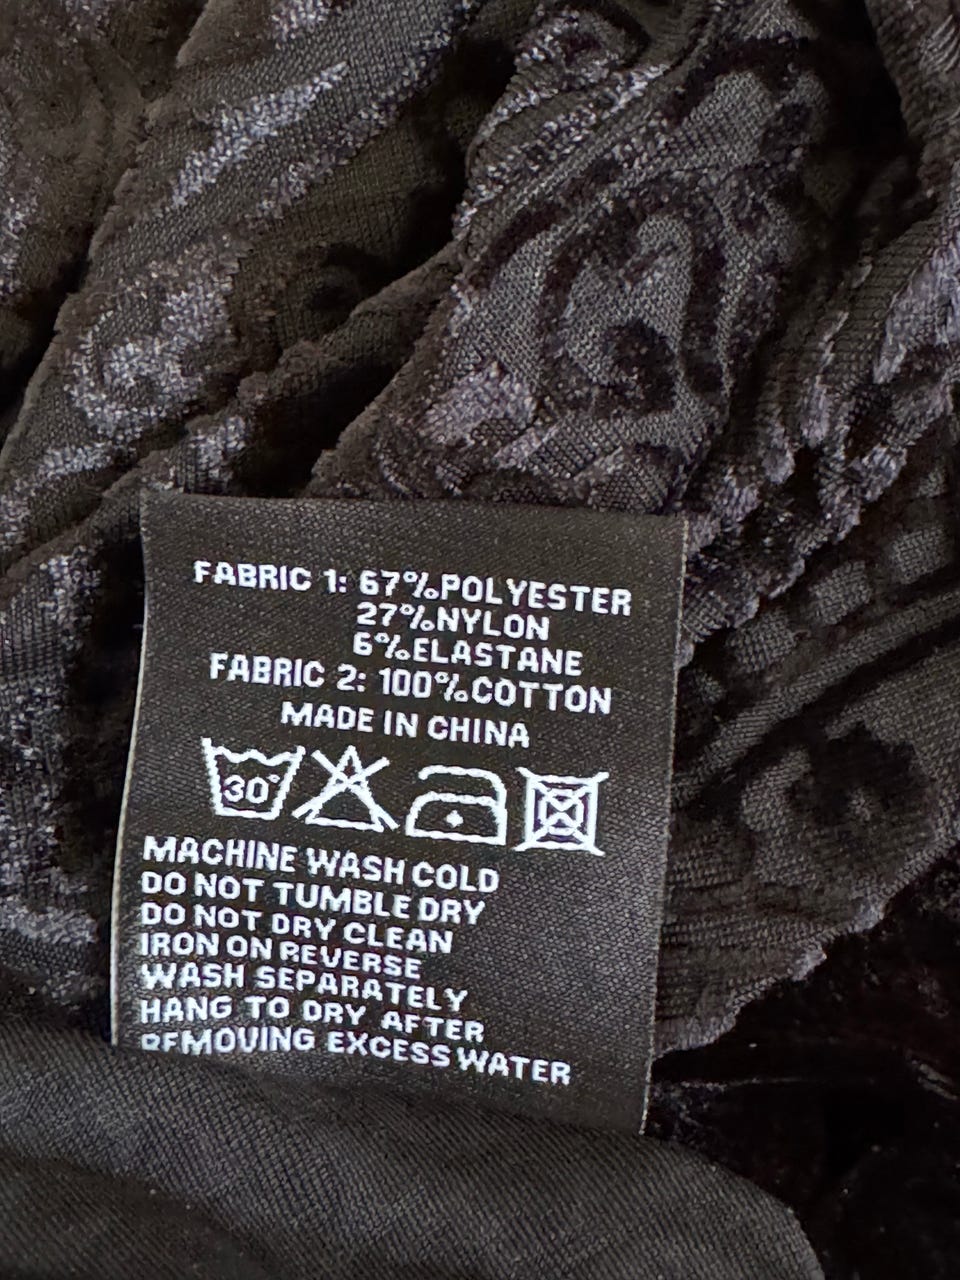 FABRIC 1: 67%POLYESTER
27%NYLON
6%ELASTANE
FABRIC 2: 100%COTTON
MADE IN CHINA
30°
MACHINE WASH COLD
DO NOT TUMBLE DRY
DO NOT DRY CLEAN
IRON ON REVERSE
WASH SEPARATELY
HANG TO DRY AFTER
REMOVING EXCESS WATER